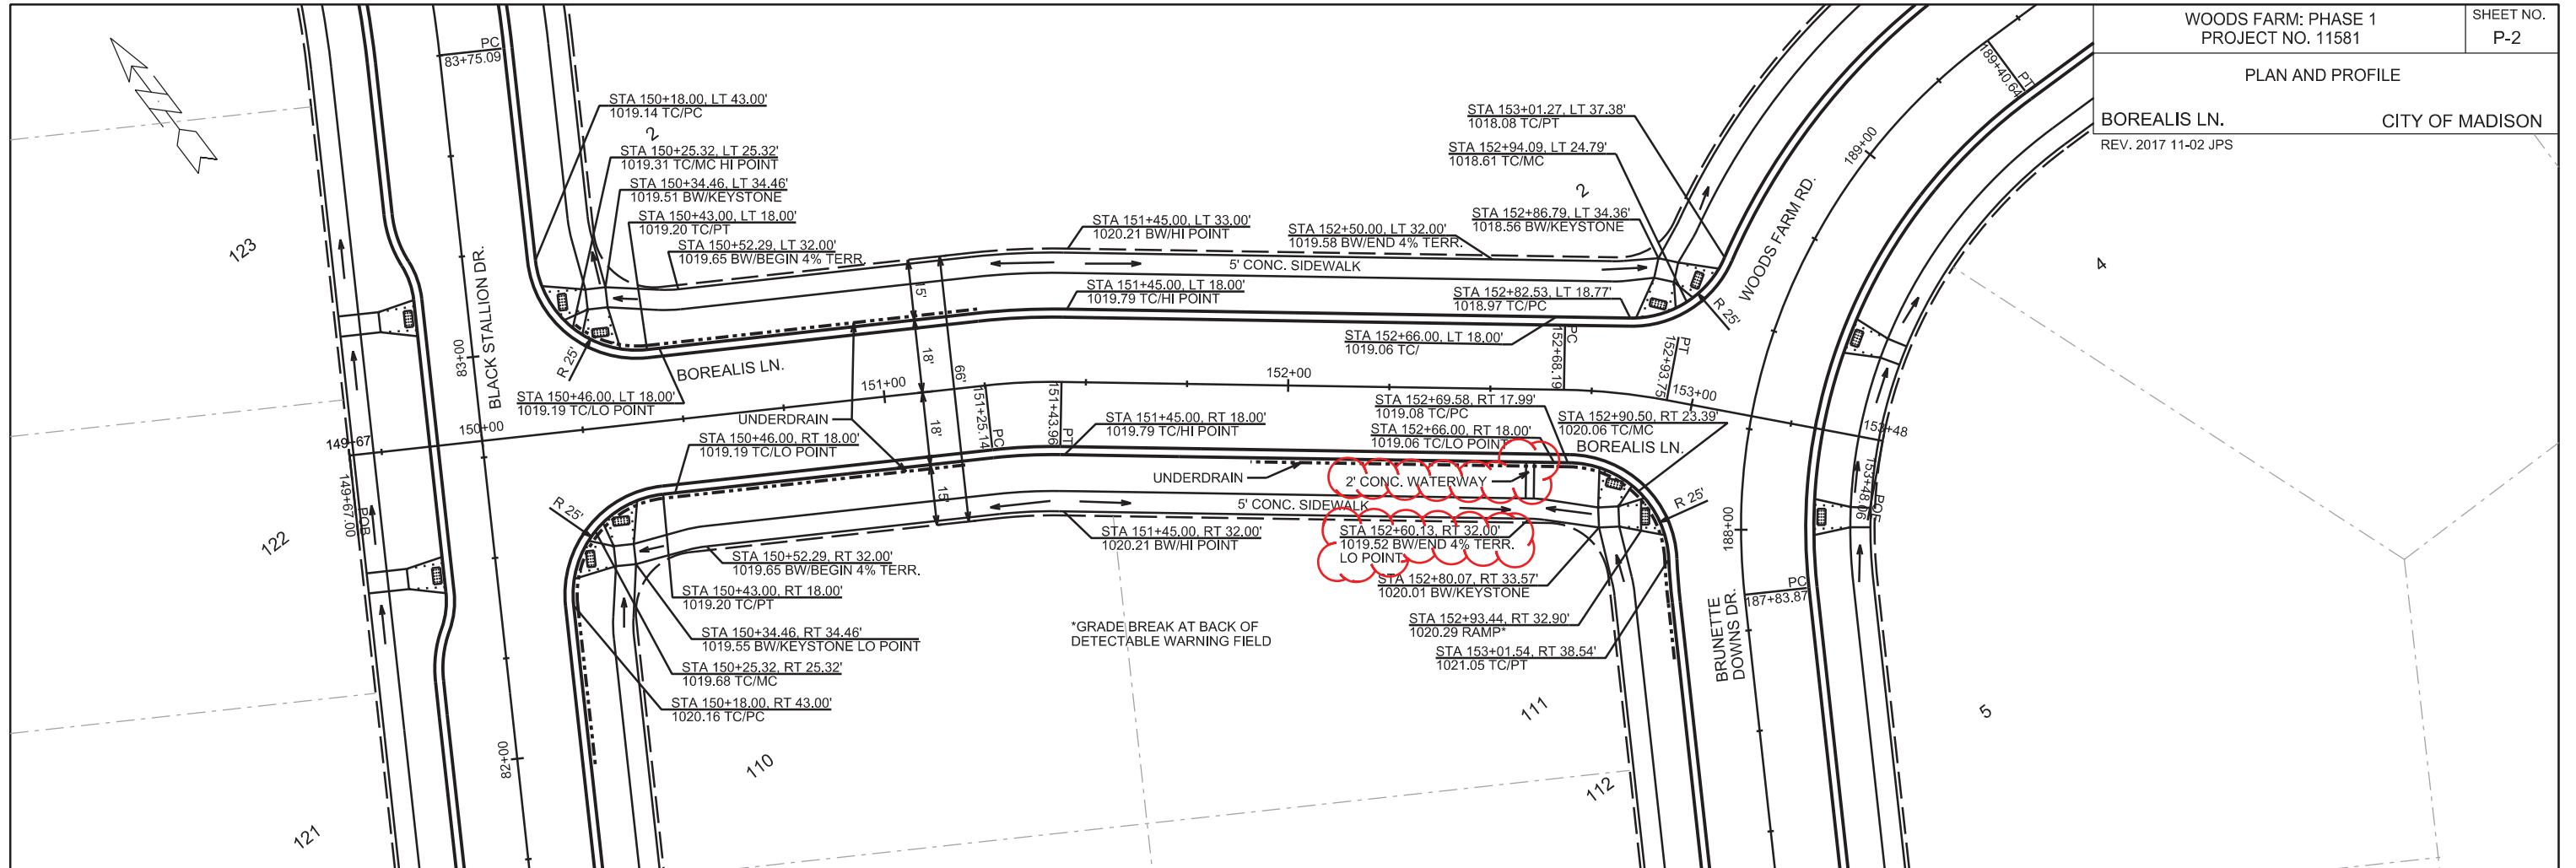 WOODS FARM: PHASE 1
PROJECT NO. 11581
SHEET NO.
P-2
PLAN AND PROFILE
BOREALIS LN.
CITY OF MADISON
REV. 2017 11-02 JPS
PC
83+75.09
STA 150+18.00, LT 43.00'
1019.14 TC/PC
2
STA 150+25.32, LT 25.32'
1019.31 TC/MC HI POINT
STA 150+34.46, LT 34.46'
1019.51 BW/KEYSTONE
STA 150+43.00, LT 18.00'
1019.20 TC/PT
STA 150+52.29, LT 32.00'
1019.65 BW/BEGIN 4% TERR.
STA 151+45.00, LT 33.00'
1020.21 BW/HI POINT
STA 152+50.00, LT 32.00'
1019.58 BW/END 4% TERR.
STA 153+01.27, LT 37.38'
1018.08 TC/PT
STA 152+94.09, LT 24.79'
1018.61 TC/MC
2
STA 152+86.79, LT 34.36'
1018.56 BW/KEYSTONE
PT
189+40.64
189+00
WOODS FARM RD.
4
123
BLACK STALLION DR.
83+00
5' CONC. SIDEWALK
STA 151+45.00, LT 18.00'
1019.79 TC/HI POINT
STA 152+82.53, LT 18.77'
1018.97 TC/PC
STA 152+66.00, LT 18.00'
1019.06 TC/
R 25'
R 25'
15'
18'
66'
18'
15'
BOREALIS LN.
STA 150+46.00, LT 18.00'
1019.19 TC/LO POINT
UNDERDRAIN
149+67
150+00
151+00
152+00
153+00
153+48
149+67.00
POB
151+25.14
PC
151+43.96
PT
PC
152+68.19
PT
152+93.75
153+48.06
POE
STA 150+46.00, RT 18.00'
1019.19 TC/LO POINT
STA 151+45.00, RT 18.00'
1019.79 TC/HI POINT
STA 152+69.58, RT 17.99'
1019.08 TC/PC
STA 152+66.00, RT 18.00'
1019.06 TC/LO POINT
STA 152+90.50, RT 23.39'
1020.06 TC/MC
BOREALIS LN.
UNDERDRAIN
2' CONC. WATERWAY
5' CONC. SIDEWALK
R 25'
R 25'
188+00
122
STA 151+45.00, RT 32.00'
1020.21 BW/HI POINT
STA 152+60.13, RT 32.00'
1019.52 BW/END 4% TERR.
LO POINT
STA 150+52.29, RT 32.00'
1019.65 BW/BEGIN 4% TERR.
STA 152+80.07, RT 33.57'
1020.01 BW/KEYSTONE
STA 150+43.00, RT 18.00'
1019.20 TC/PT
PC
187+83.87
BRUNETTE
DOWNS DR.
*GRADE BREAK AT BACK OF
DETECTABLE WARNING FIELD
STA 152+93.44, RT 32.90'
1020.29 RAMP*
STA 150+34.46, RT 34.46'
1019.55 BW/KEYSTONE LO POINT
STA 153+01.54, RT 38.54'
1021.05 TC/PT
STA 150+25.32, RT 25.32'
1019.68 TC/MC
STA 150+18.00, RT 43.00'
1020.16 TC/PC
111
5
82+00
110
112
121